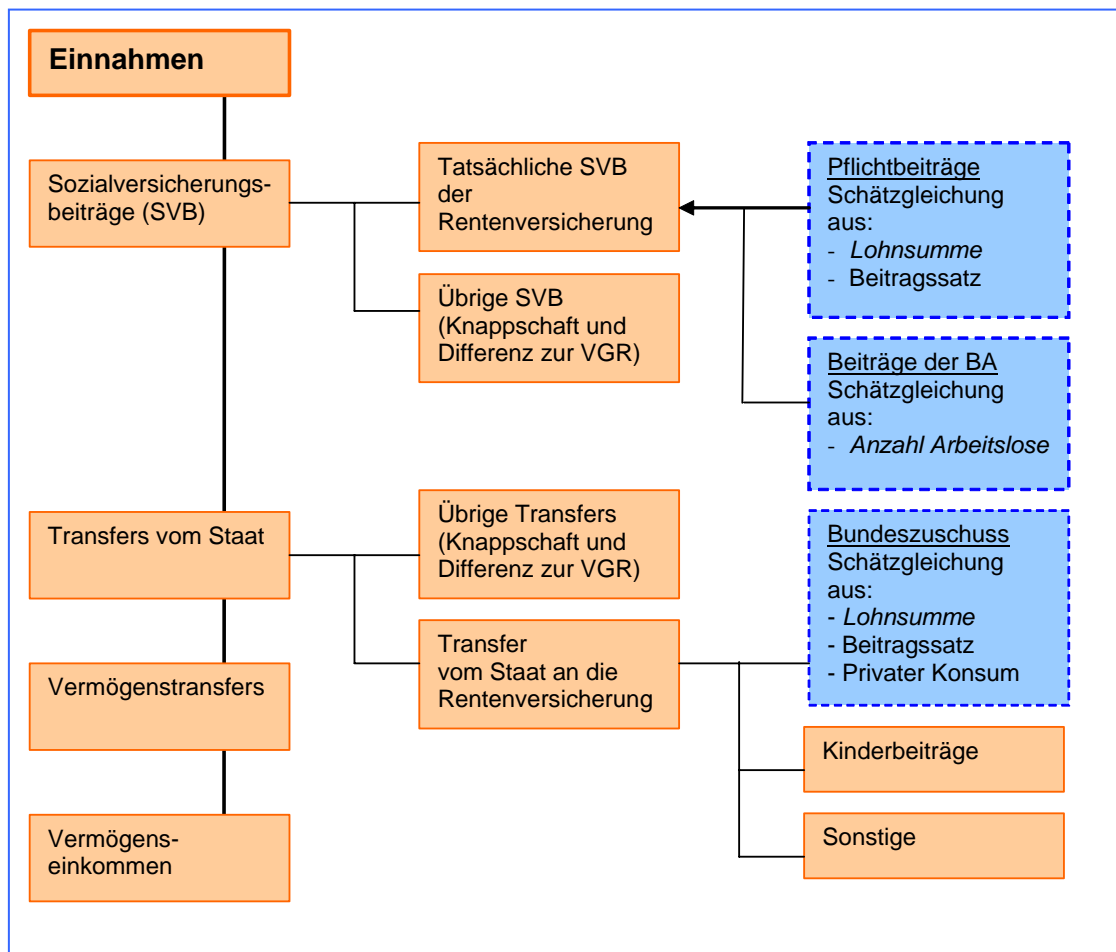 Einnahmen
Sozialversicherungs-
beiträge (SVB)
Tatsächliche SVB
der
Rentenversicherung
Pflichtbeiträge
Schätzgleichung
aus:
- Lohnsumme
- Beitragssatz
Übrige SVB
(Knappschaft und
Differenz zur VGR)
Beiträge der BA
Schätzgleichung
aus:
- Anzahl Arbeitslose
Transfers vom Staat
Übrige Transfers
(Knappschaft und
Differenz zur VGR)
Bundeszuschuss
Schätzgleichung
aus:
- Lohnsumme
- Beitragssatz
- Privater Konsum
Transfer
vom Staat an die
Rentenversicherung
Vermögenstransfers
Kinderbeiträge
Vermögens-
einkommen
Sonstige